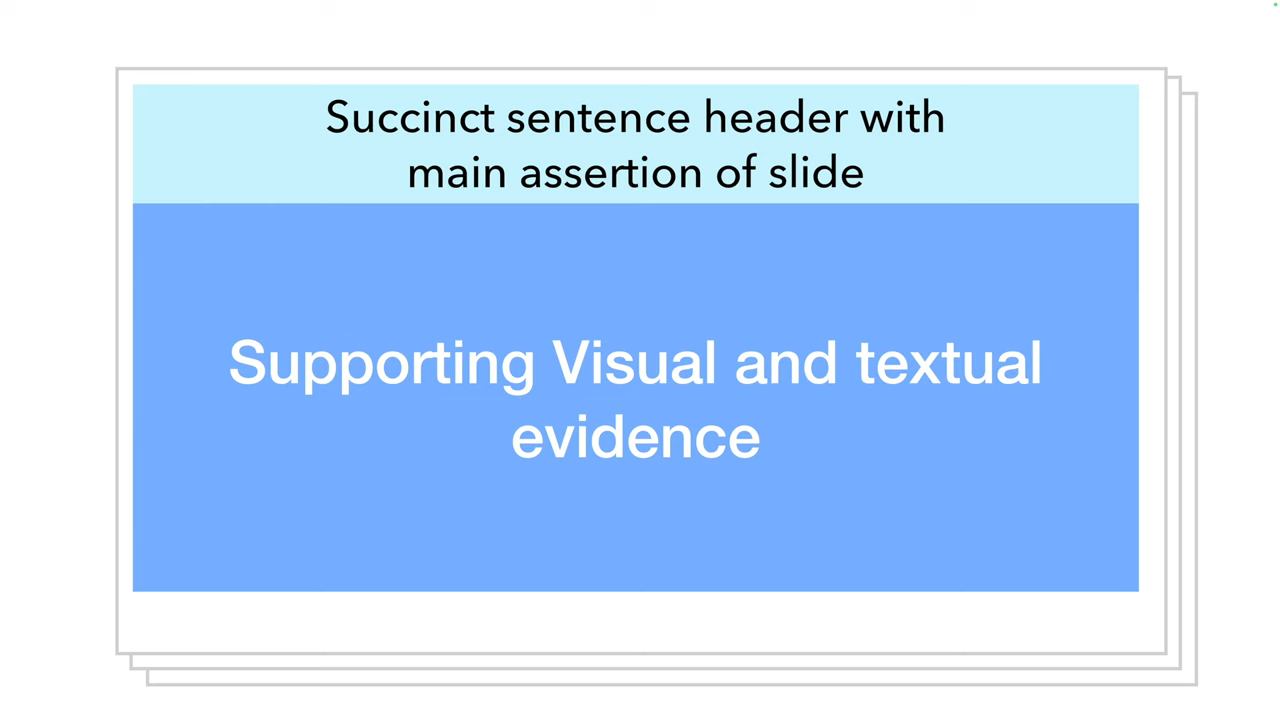 Succinct sentence header with
main assertion of slide
Supporting Visual and textual
evidence